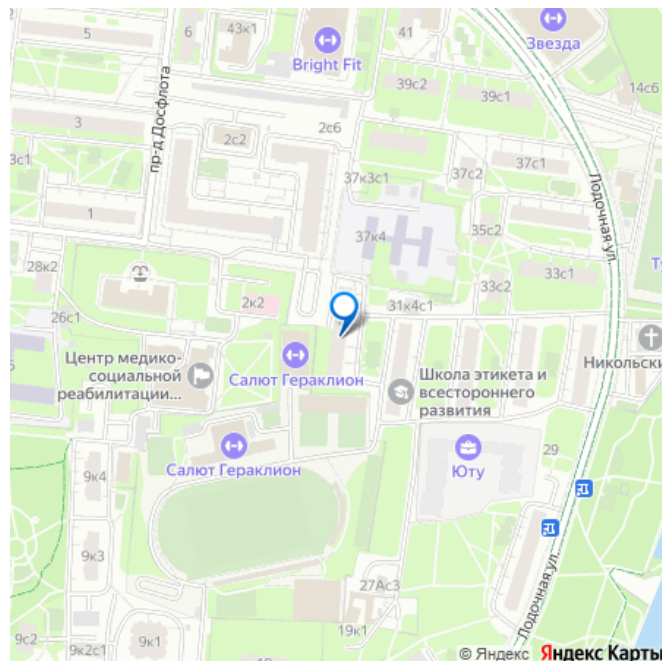 5
6
43к1
Bright Fit
41
Звезда
39с2
39с1
14с6
пр-д Досфлота
3
2с2
2с6
3с1
37с1
37к3с1
37с2
Лодочная ул.
1
37к4
35с2
28к2
33с1
33с2
2к2
31к4с1
26с1
Центр медико-
социальной
реабилитации...
Салют Гераклион
Школа этикета и
всестороннего
развития
Никольски
Салют Гераклион
Юту
29
9к4
9к3
27Ас3
19к1
Лодочная ул.
9с2
9к2с1
9к1
© Яндекс Яндекс Карты